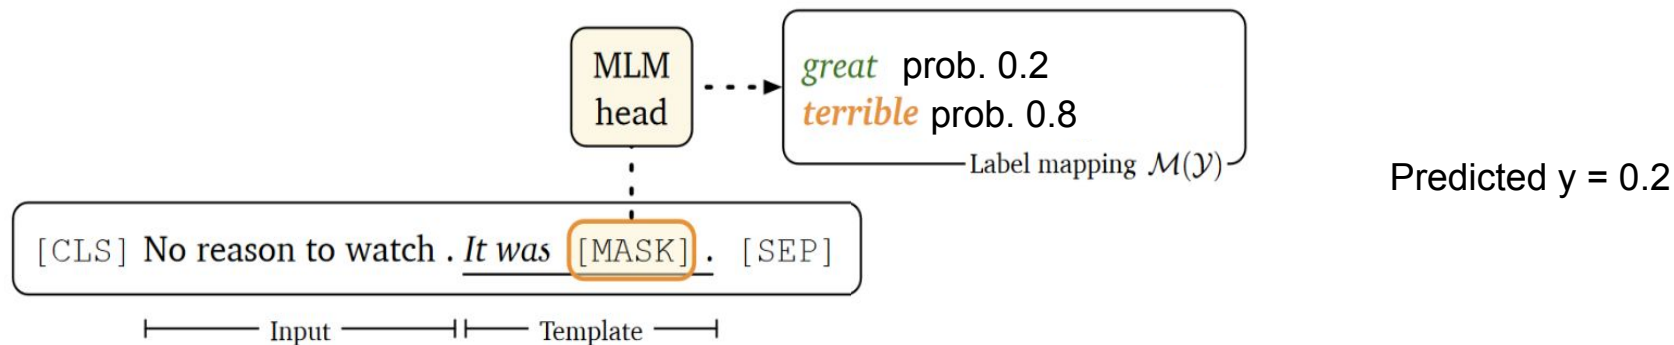 MLM
head
great prob. 0.2
terrible prob. 0.8
Label mapping M(Y)
Predicted y = 0.2
[CLS] No reason to watch . It was [MASK] . [SEP]
Input Template